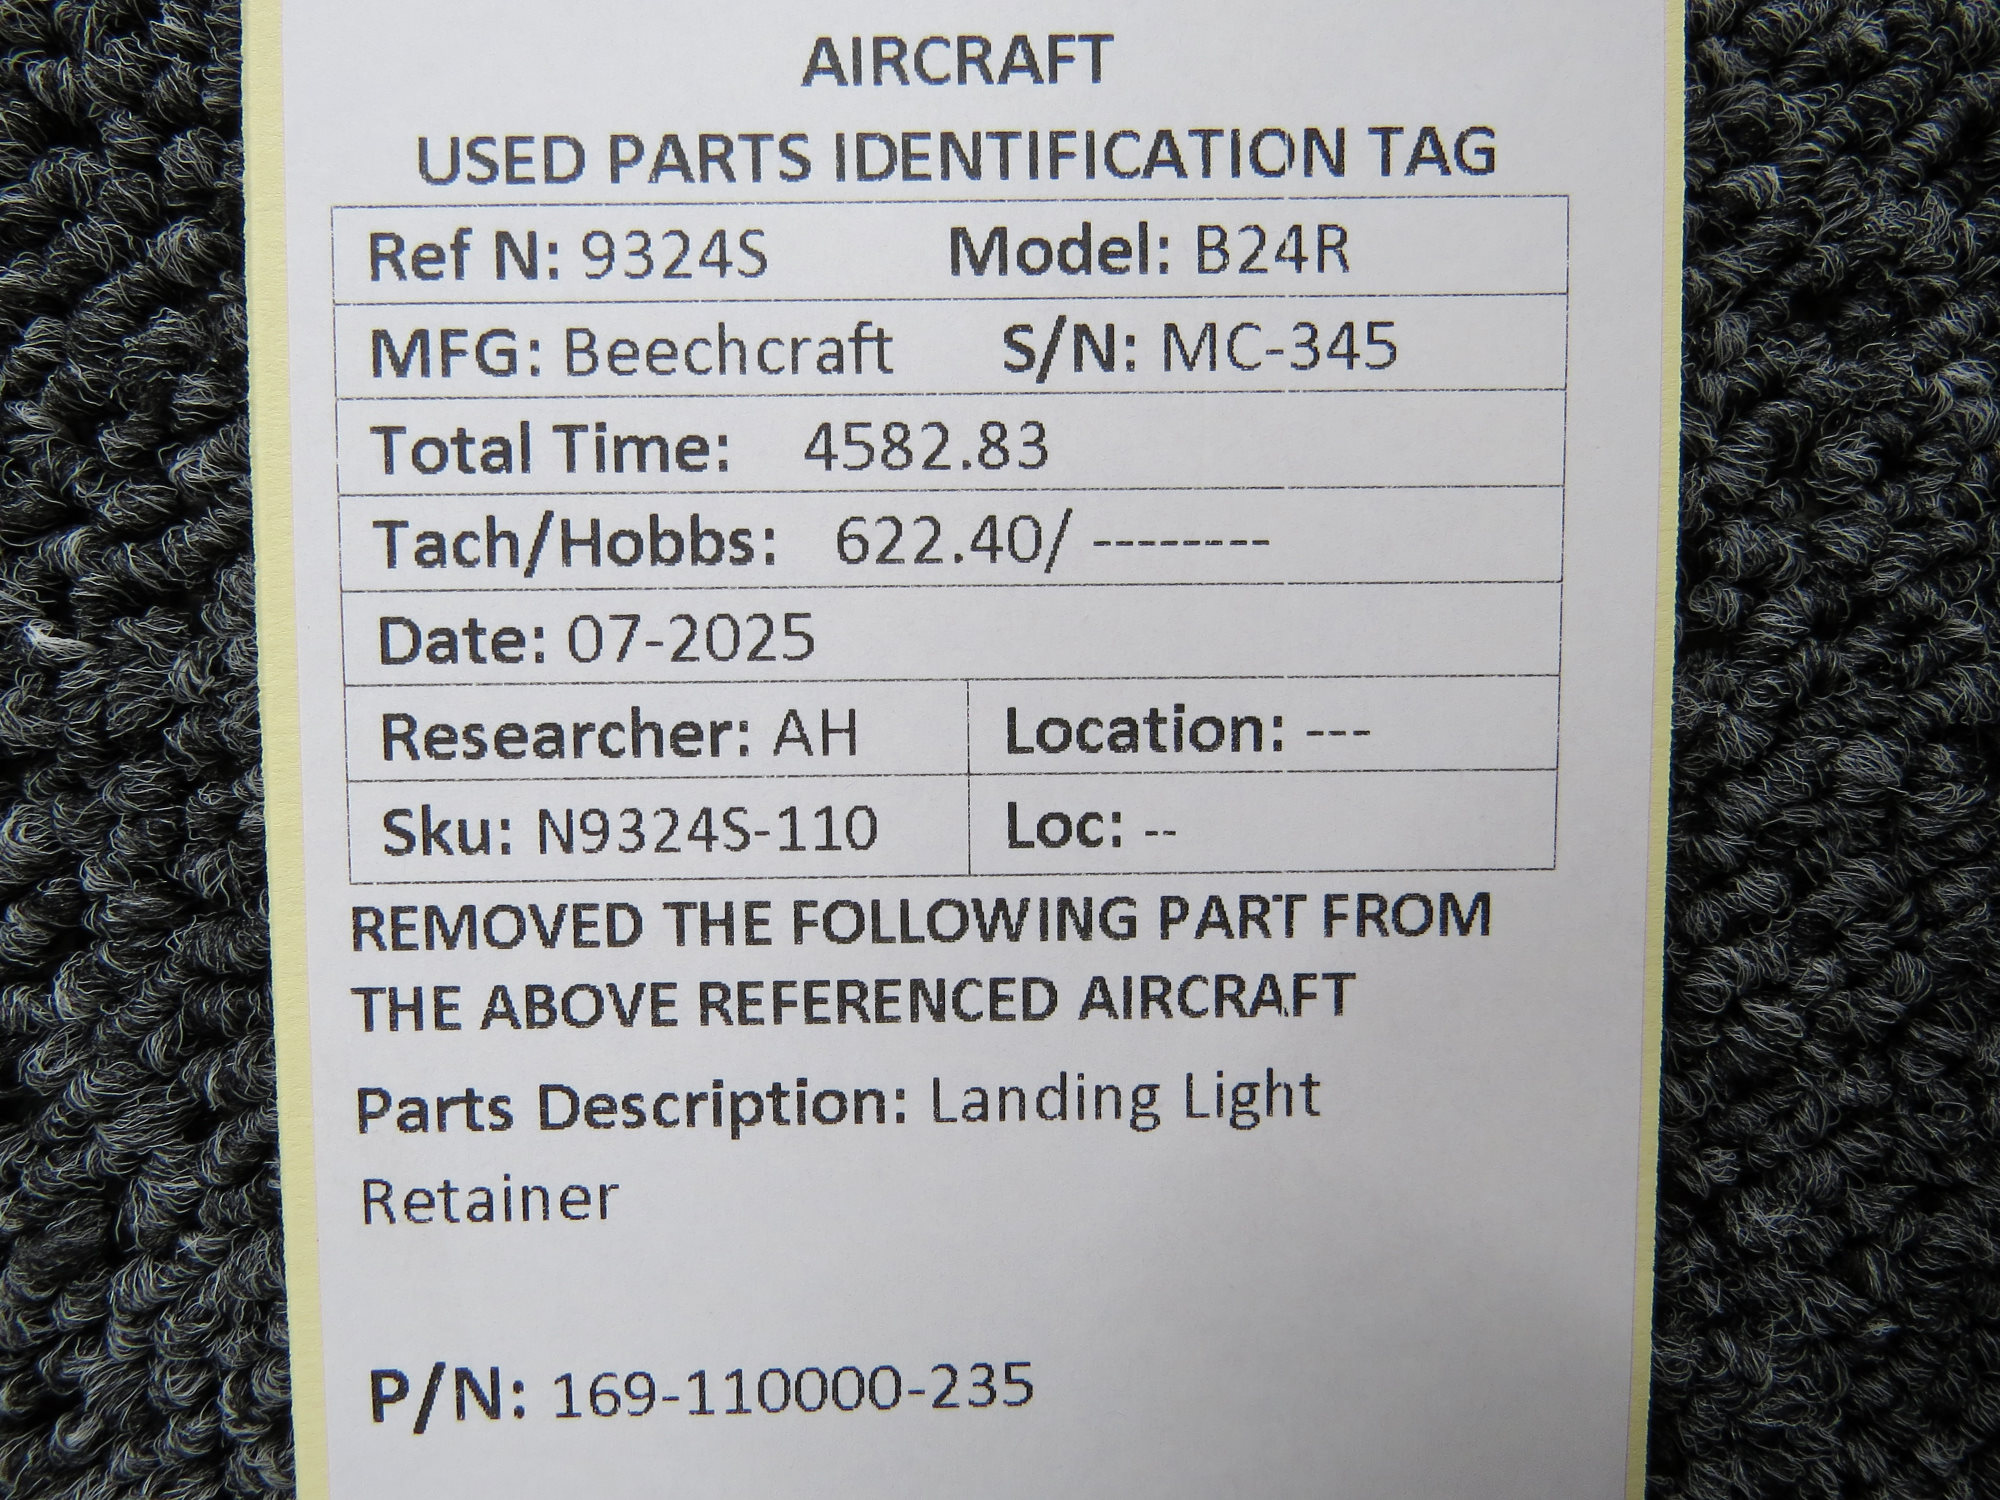 AIRCRAFT
USED PARTS IDENTIFICATION TAG
Ref N: 9324S Model: B24R
MFG: Beechcraft S/N: MC-345
Total Time: 4582.83
Tach/Hobbs: 622.40/ --------
Date: 07-2025
Researcher: AH Location: ---
Sku: N9324S-110 Loc: --
REMOVED THE FOLLOWING PART FROM
THE ABOVE REFERENCED AIRCRAFT
Parts Description: Landing Light
Retainer
P/N: 169-110000-235